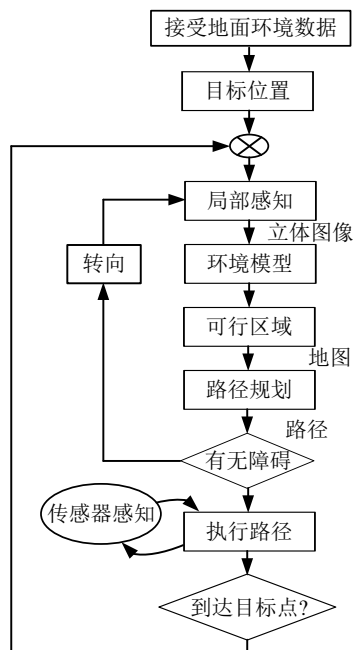 接受地面环境数据
目标位置
局部感知
立体图像
转向
环境模型
可行区域
地图
路径规划
路径
有无障碍
传感器感知
执行路径
到达目标点?